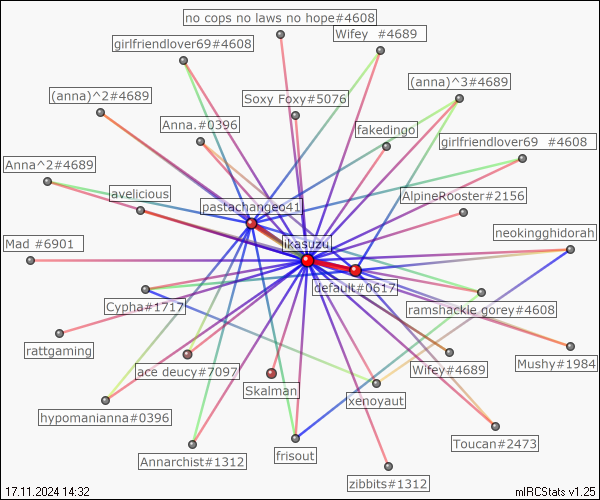 no cops no laws no hope#4608
Wifey #4689
girlfriendlover69#4608
(anna)^3#4689
(anna)^2#4689
Soxy Foxy#5076
Anna.#0396
fakedingo
girlfriendlover69 #4608
Anna^2#4689
avelicious
AlpineRooster#2156
pastachangeo41
neokingghidorah
Mad #6901
ikasuzu
default#0617
Cypha#1717
ramshackle gorey#4608
rattgaming
Mushy#1984
ace deucy#7097
Wifey#4689
Skalman
xenoyaut
hypomanianna#0396
Toucan#2473
Annarchist#1312
frisout
zibbits#1312
17.11.2024 14:32
mIRCStats v1.25